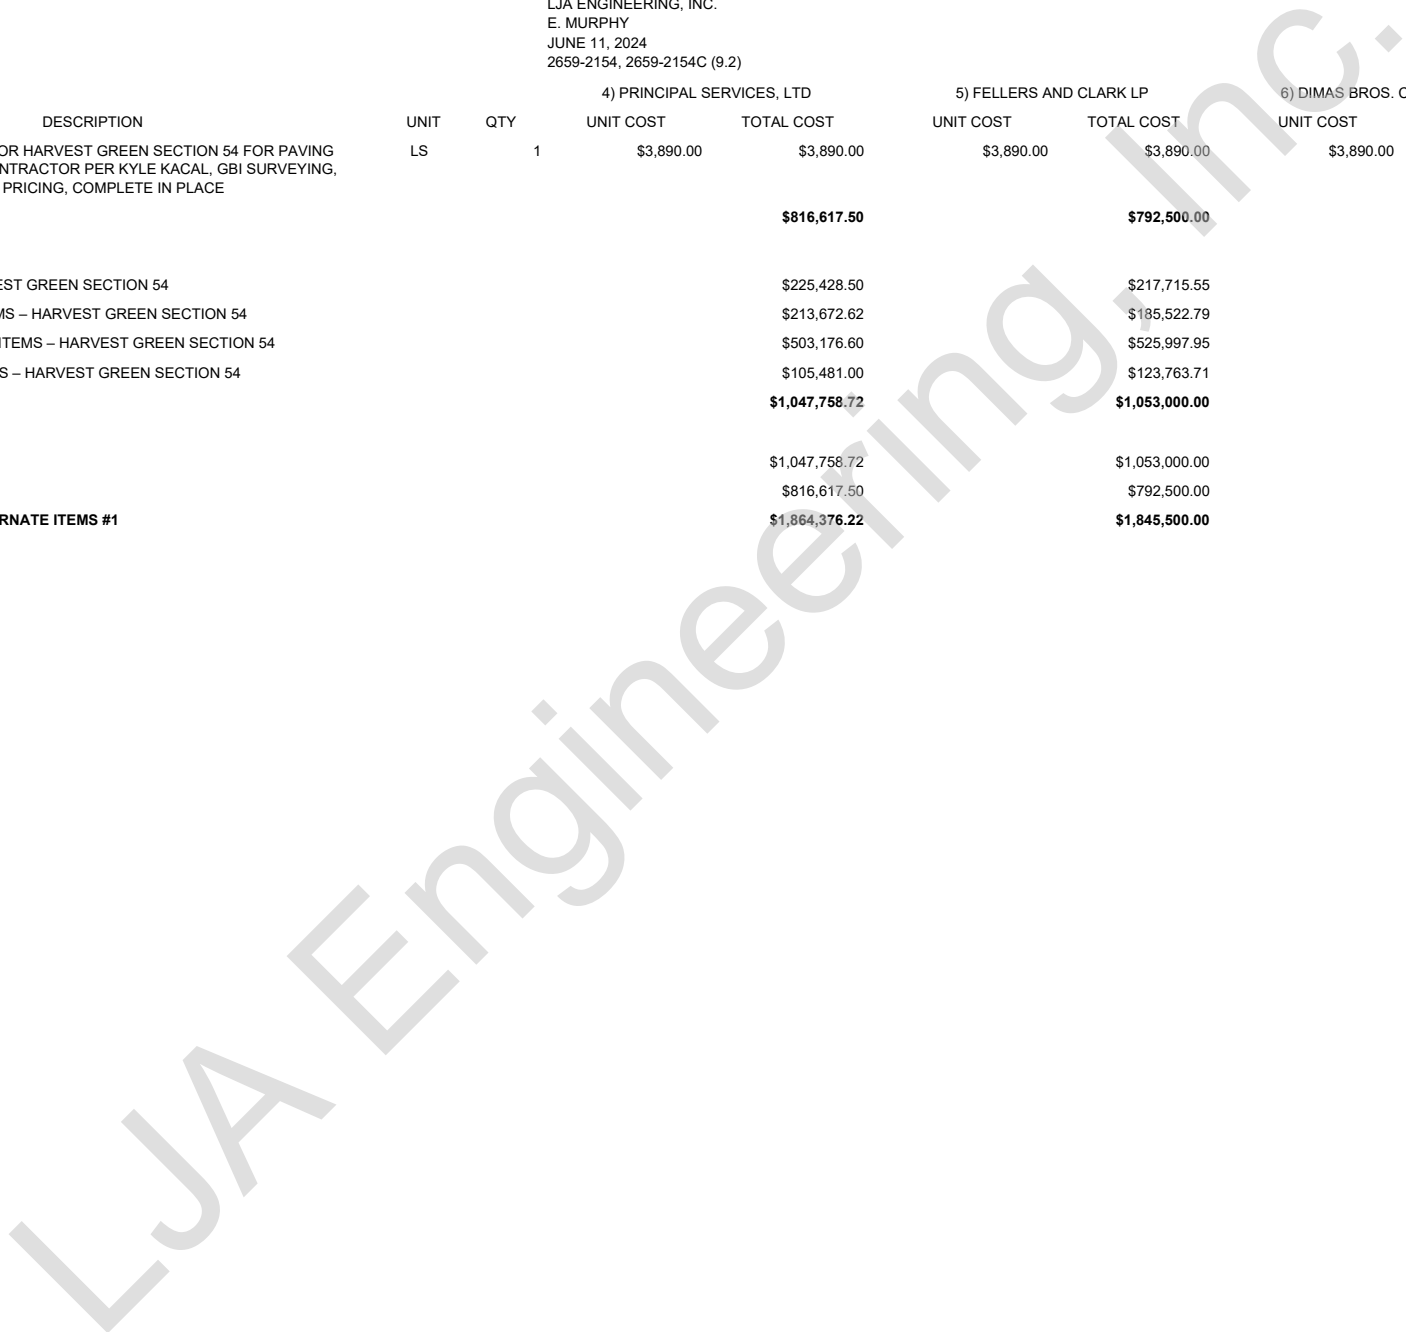 LJA ENGINEERING, INC.
E. MURPHY
JUNE 11, 2024
2659-2154, 2659-2154C (9.2)
4) PRINCIPAL SERVICES, LTD 5) FELLERS AND CLARK LP 6) DIMAS BROS. C
DESCRIPTION UNIT QTY UNIT COST TOTAL COST UNIT COST TOTAL COST UNIT COST
OR HARVEST GREEN SECTION 54 FOR PAVING LS 1 $3,890.00 $3,890.00 $3,890.00 $3,890.00 $3,890.00
NTRACTOR PER KYLE KACAL, GBI SURVEYING,
PRICING, COMPLETE IN PLACE
$816,617.50 $792,500.00
EST GREEN SECTION 54 $225,428.50 $217,715.55
MS – HARVEST GREEN SECTION 54 $213,672.62 $185,522.79
ITEMS – HARVEST GREEN SECTION 54 $503,176.60 $525,997.95
S – HARVEST GREEN SECTION 54 $105,481.00 $123,763.71
$1,047,758.72 $1,053,000.00
$1,047,758.72 $1,053,000.00
$816,617.50 $792,500.00
RNATE ITEMS #1 $1,864,376.22 $1,845,500.00
LJA Engineering, Inc.